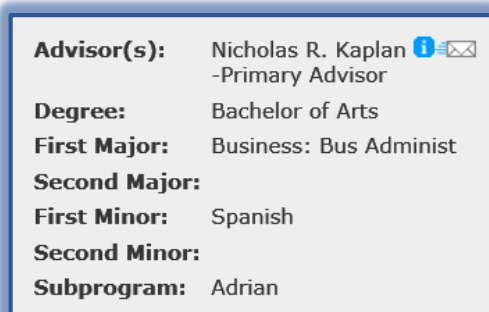 Advisor(s): Nicholas R. Kaplan
-Primary Advisor
Degree: Bachelor of Arts
First Major: Business: Bus Administ
Second Major:
First Minor: Spanish
Second Minor:
Subprogram: Adrian